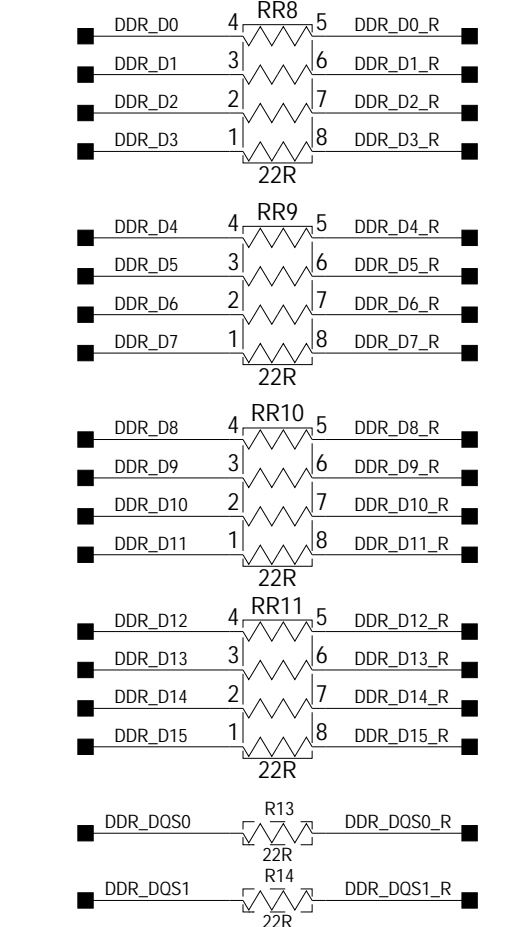 RR8
DDR_D0 4 5 DDR_D0_R
DDR_D1 3 6 DDR_D1_R
DDR_D2 2 7 DDR_D2_R
DDR_D3 1 8 DDR_D3_R
22R
RR9
DDR_D4 4 5 DDR_D4_R
DDR_D5 3 6 DDR_D5_R
DDR_D6 2 7 DDR_D6_R
DDR_D7 1 8 DDR_D7_R
22R
RR10
DDR_D8 4 5 DDR_D8_R
DDR_D9 3 6 DDR_D9_R
DDR_D10 2 7 DDR_D10_R
DDR_D11 1 8 DDR_D11_R
22R
RR11
DDR_D12 4 5 DDR_D12_R
DDR_D13 3 6 DDR_D13_R
DDR_D14 2 7 DDR_D14_R
DDR_D15 1 8 DDR_D15_R
22R
R13
DDR_DQS0 DDR_DQS0_R
22R
R14
DDR_DQS1 DDR_DQS1_R
22R